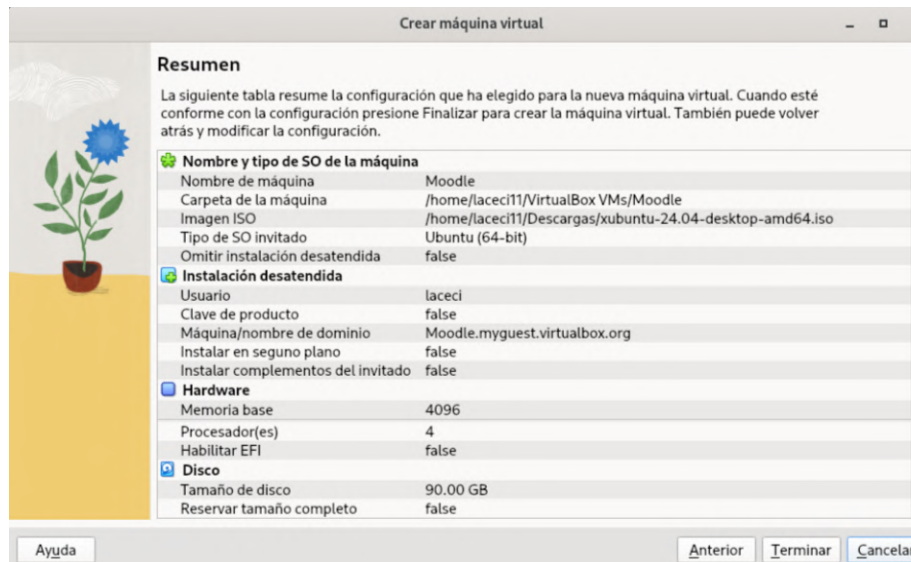 Crear máquina virtual
Resumen
La siguiente tabla resume la configuración que ha elegido para la nueva máquina virtual. Cuando esté
conforme con la configuración presione Finalizar para crear la máquina virtual. También puede volver
atrás y modificar la configuración.
Nombre y tipo de SO de la máquina
Nombre de máquina Moodle
Carpeta de la máquina /home/laceci11/VirtualBox VMs/Moodle
Imagen ISO /home/laceci11/Descargas/xubuntu-24.04-desktop-amd64.iso
Tipo de SO invitado Ubuntu (64-bit)
Omitir instalación desatendida false
Instalación desatendida
Usuario laceci
Clave de producto false
Máquina/nombre de dominio Moodle.myguest.virtualbox.org
Instalar en seguno plano false
Instalar complementos del invitado false
Hardware
Memoria base 4096
Procesador(es) 4
Habilitar EFI false
Disco
Tamaño de disco 90.00 GB
Reservar tamaño completo false
Ayuda Anterior Terminar Cancelar